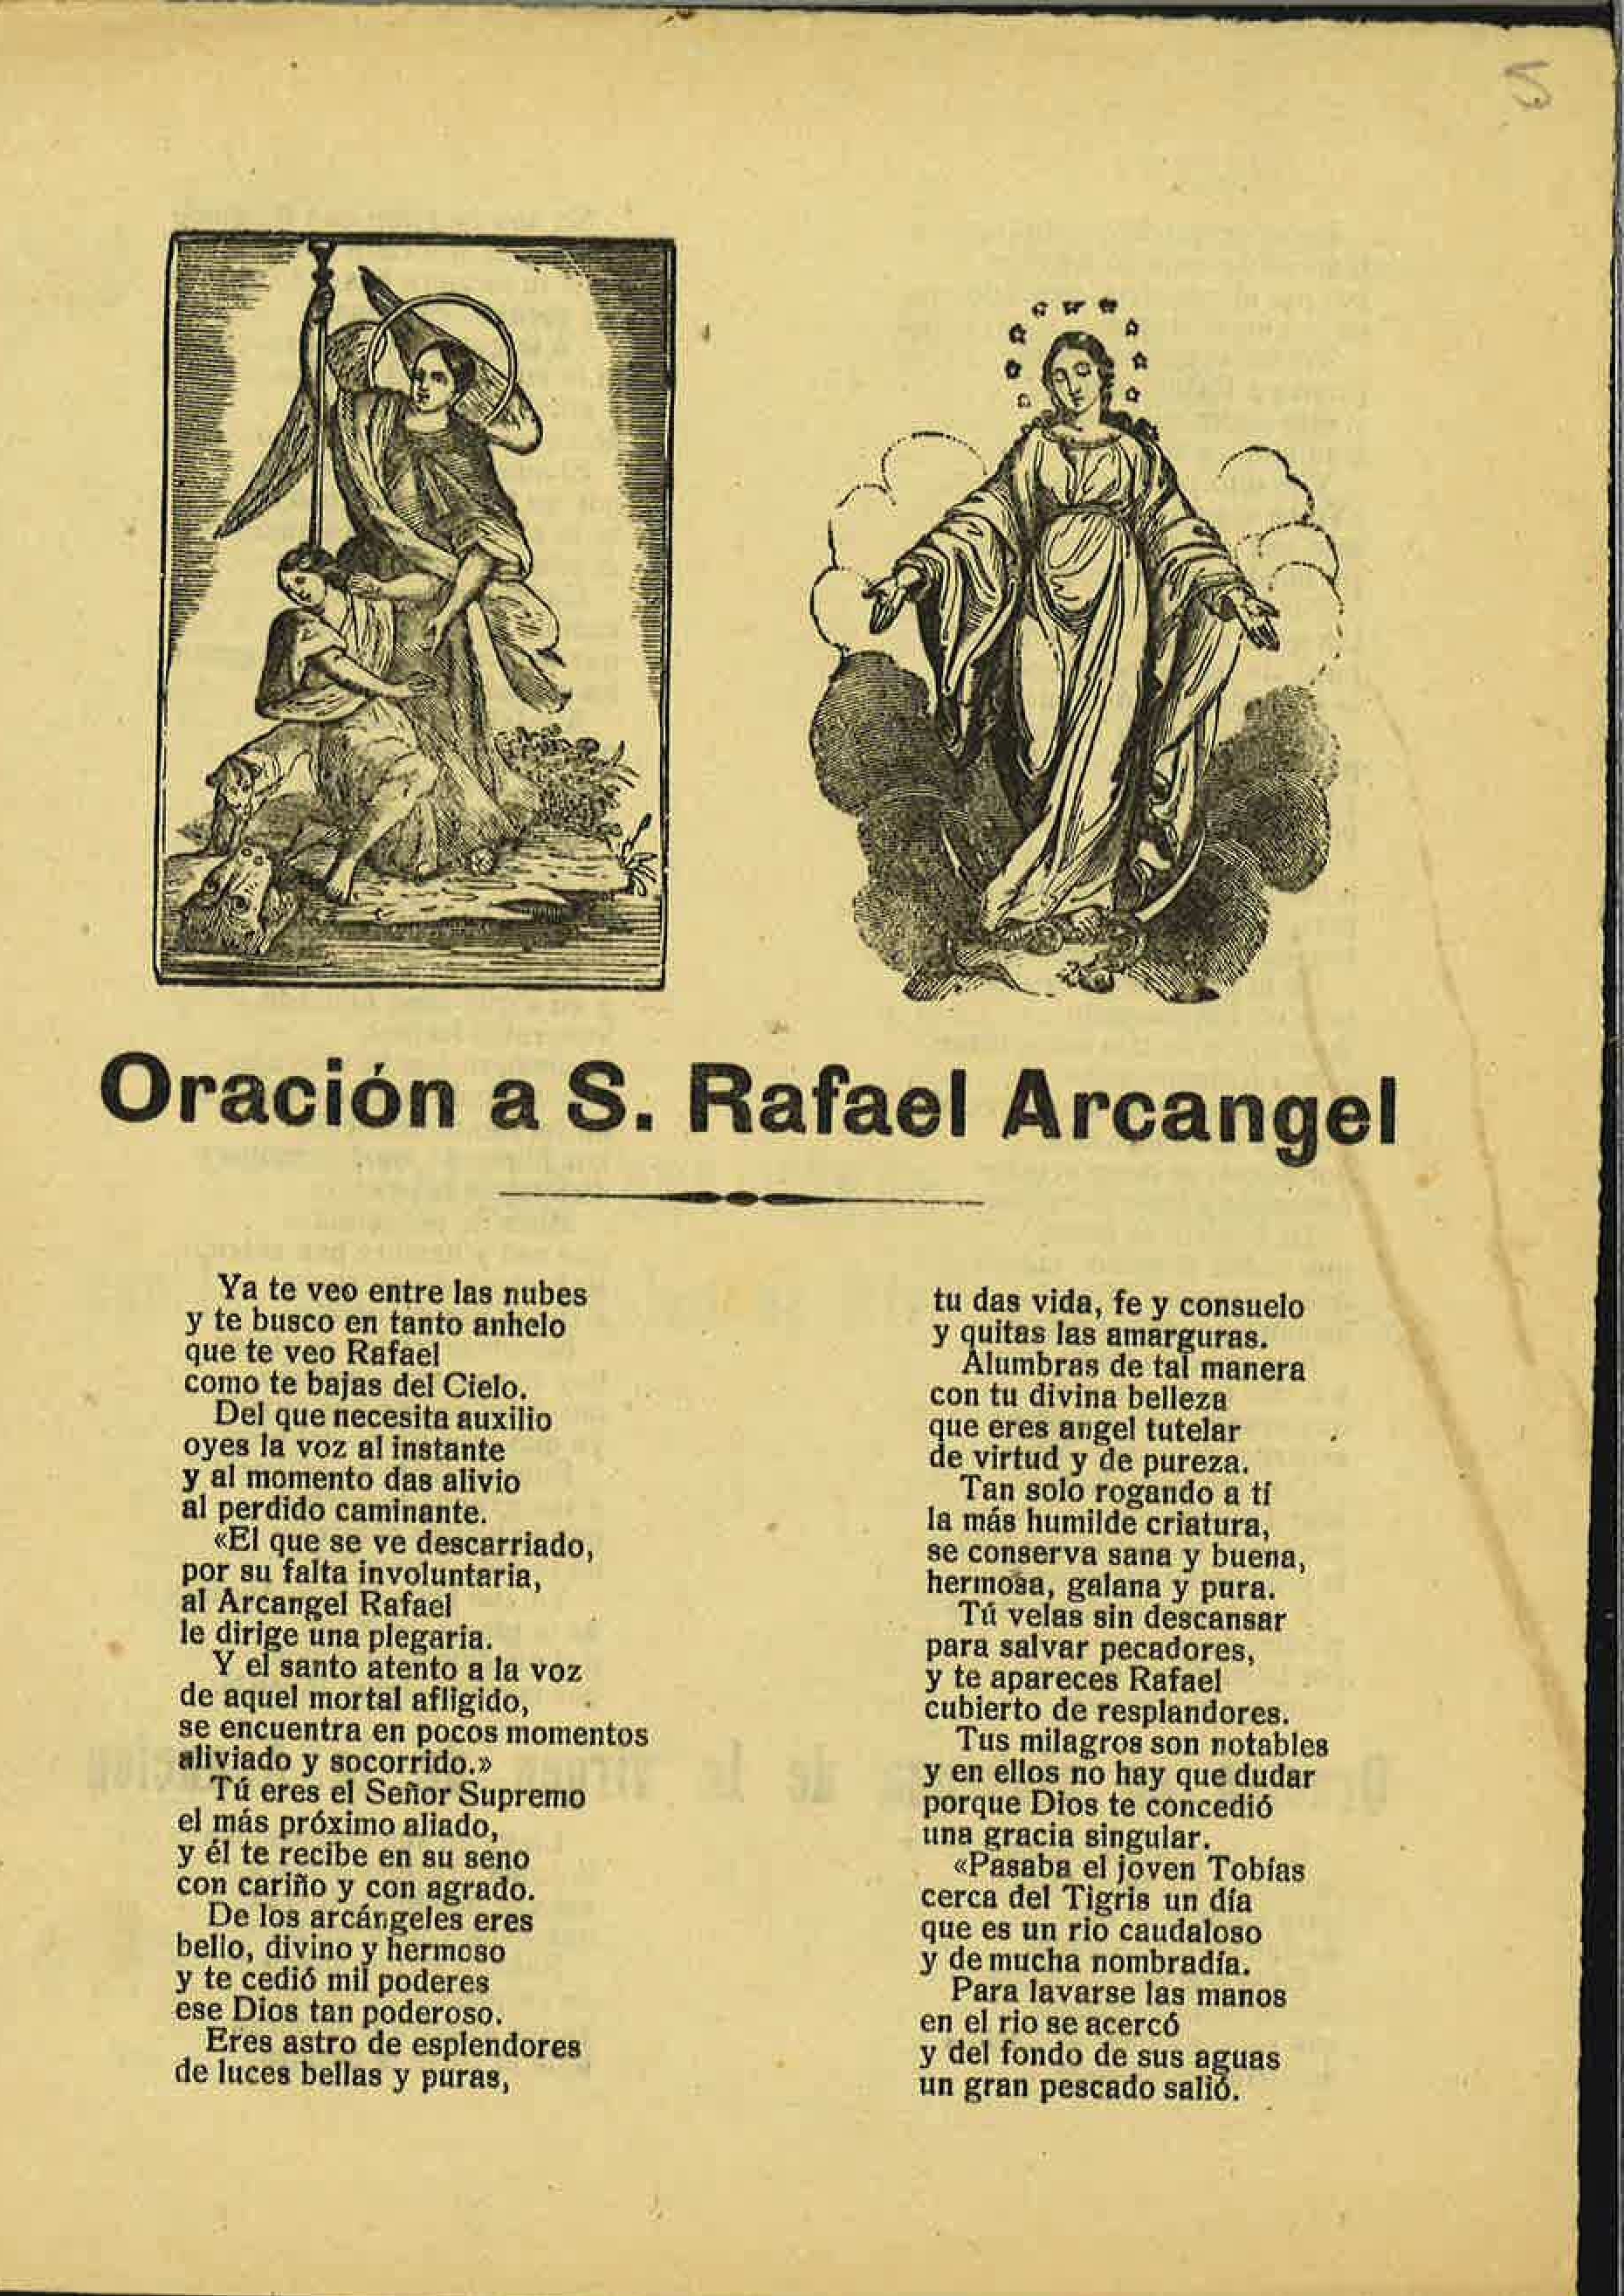 5
Oración a S. Rafael Arcangel
Ya te veo entre las nubes
y te busco en tanto anhelo
que te veo Rafael
como te bajas del Cielo.
Del que necesita auxilio
oyes la voz al instante
y al momento das alivio
al perdido caminante.
«El que se ve descarriado,
por su falta involuntaria,
al Arcangel Rafael
le dirige una plegaria.
Y el santo atento a la voz
de aquel mortal afligido,
se encuentra en pocos momentos
aliviado y socorrido.»
Tú eres el Señor Supremo
el más próximo aliado,
y él te recibe en su seno
con cariño y con agrado.
De los arcángeles eres
bello, divino y hermoso
y te cedió mil poderes
ese Dios tan poderoso.
Eres astro de esplendores
de luces bellas y puras,
tu das vida, fe y consuelo
y quitas las amarguras.
Alumbras de tal manera
con tu divina belleza
que eres angel tutelar
de virtud y de pureza.
Tan solo rogando a tí
la más humilde criatura,
se conserva sana y buena,
hermosa, galana y pura.
Tú velas sin descansar
para salvar pecadores,
y te apareces Rafael
cubierto de resplandores.
Tus milagros son notables
y en ellos no hay que dudar
porque Dios te concedió
una gracia singular.
«Pasaba el joven Tobías
cerca del Tigris un día
que es un rio caudaloso
y de mucha nombradía.
Para lavarse las manos
en el rio se acercó
y del fondo de sus aguas
un gran pescado salió.